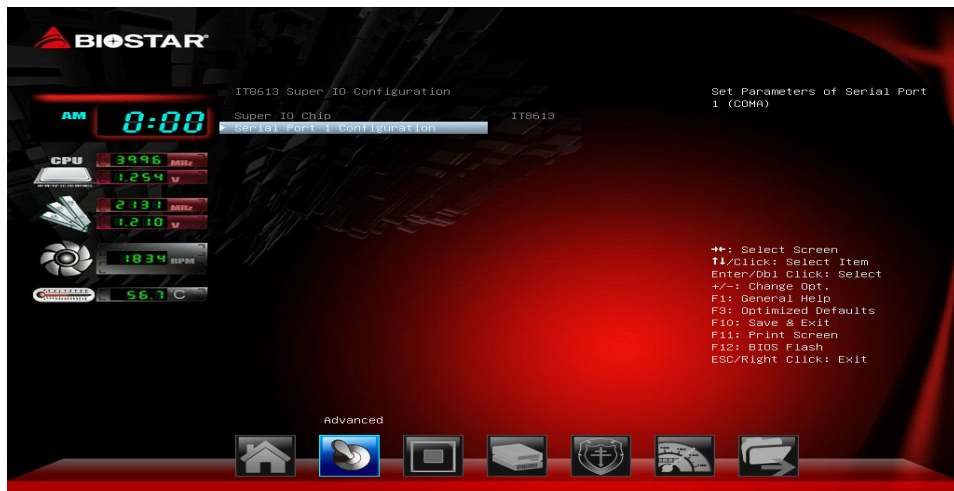 BIOSTAR
IT8613 Super IO Configuration
Super IO Chip IT8613
Serial Port 1 Configuration
Set Parameters of Serial Port
1 (COMA)
AM 0:00
CPU 3996 MHz
1.254 V
2131 MHz
1.210 V
1834 RPM
56.7 °C
→←: Select Screen
↑↓/Click: Select Item
Enter/Dbl Click: Select
+/-: Change Opt.
F1: General Help
F3: Optimized Defaults
F10: Save & Exit
F11: Print Screen
F12: BIOS Flash
ESC/Right Click: Exit
Advanced